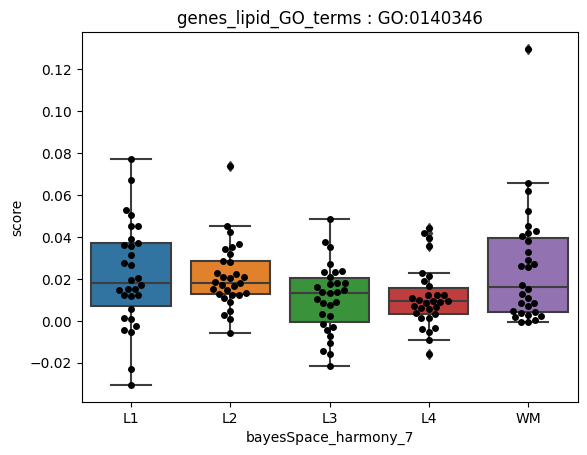 genes_lipid_GO_terms : GO:0140346
0.12
0.10
0.08
0.06
0.04
0.02
0.00
−0.02
score
L1 L2 L3 L4 WM
bayesSpace_harmony_7